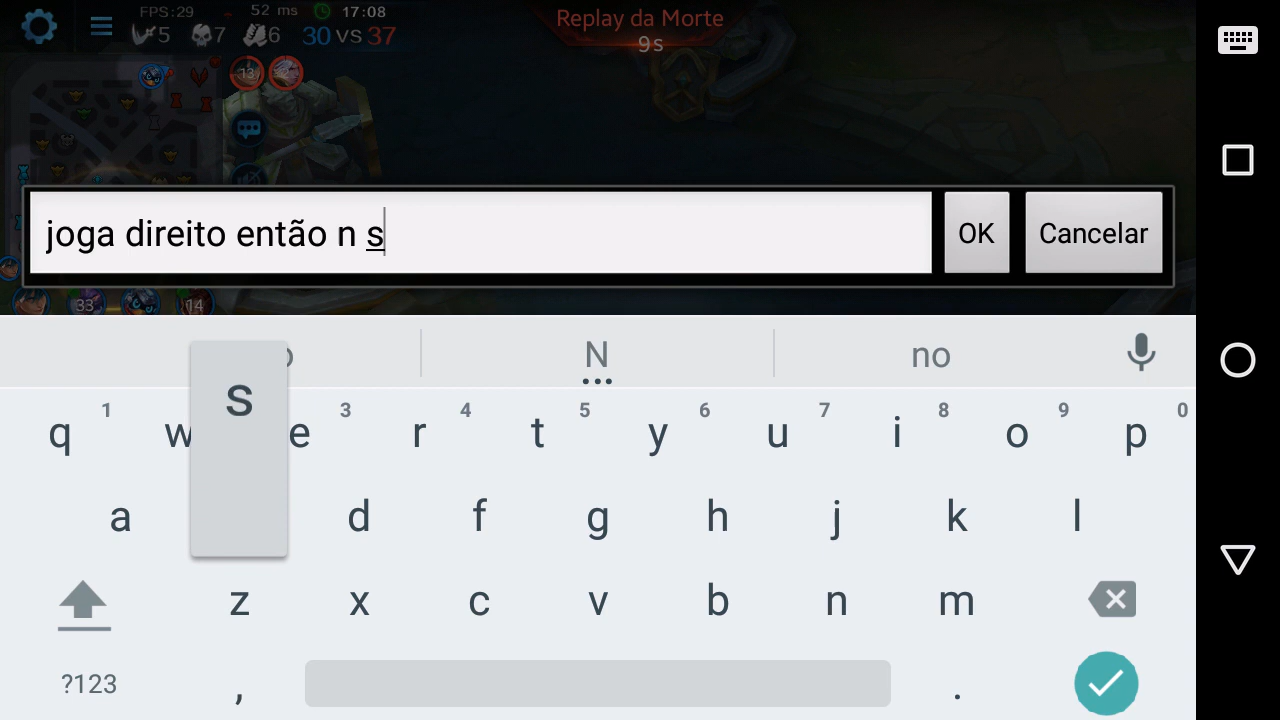 FPS:29 52 ms 17:08
5 7 6 30 VS 37
Replay da Morte
9s
13
joga direito então n s
OK
Cancelar
33 14
N
no
s
1 3 4 5 6 7 8 9 0
q w e r t y u i o p
a d f g h j k l
z x c v b n m
?123 , .